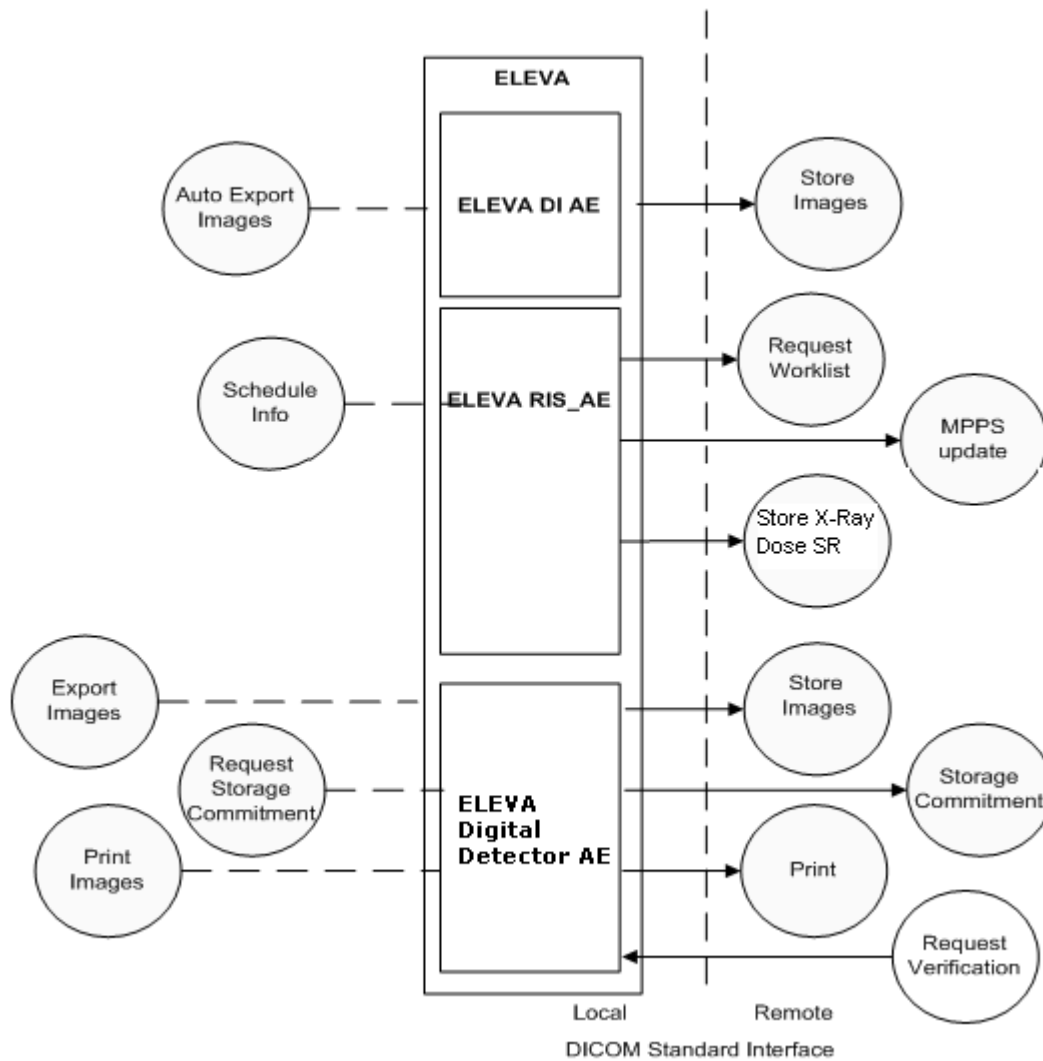 ELEVA
Auto Export
Images
ELEVA DI AE
Store
Images
Schedule
Info
ELEVA RIS_AE
Request
Worklist
MPPS
update
Store X-Ray
Dose SR
Export
Images
Store
Images
Request
Storage
Commitment
ELEVA
Digital
Detector AE
Storage
Commitment
Print
Images
Print
Request
Verification
Local
Remote
DICOM Standard Interface